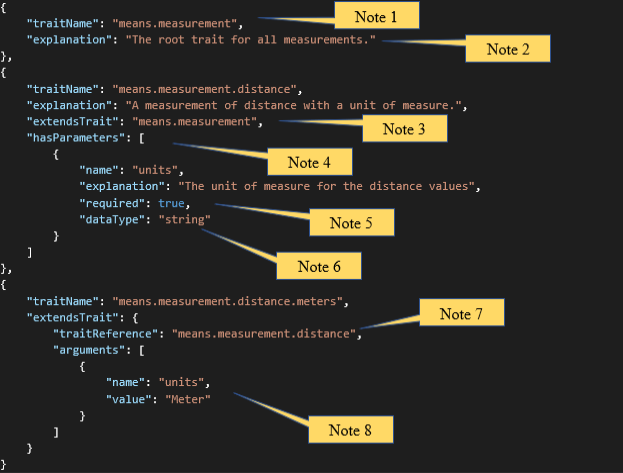 {
"traitName": "means.measurement",
Note 1
"explanation": "The root trait for all measurements."
Note 2
},
{
"traitName": "means.measurement.distance",
"explanation": "A measurement of distance with a unit of measure.",
"extendsTrait": "means.measurement",
Note 3
"hasParameters": [
Note 4
{
"name": "units",
"explanation": "The unit of measure for the distance values",
"required": true,
Note 5
"dataType": "string"
Note 6
}
]
},
{
"traitName": "means.measurement.distance.meters",
"extendsTrait": {
Note 7
"traitReference": "means.measurement.distance",
"arguments": [
{
"name": "units",
"value": "Meter"
Note 8
}
]
}
}